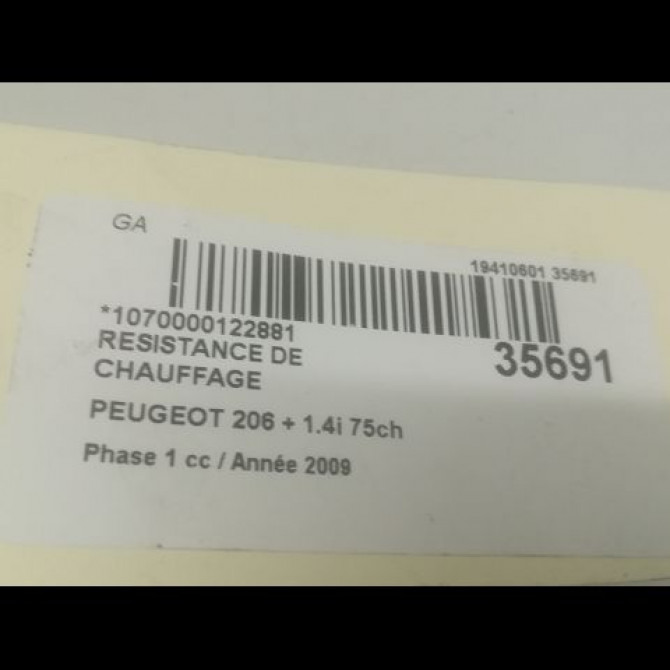 GA
19410601 35691
*1070000122881
35691
RESISTANCE DE
CHAUFFAGE
PEUGEOT 206 + 1.4i 75ch
Phase 1 cc / Année 2009